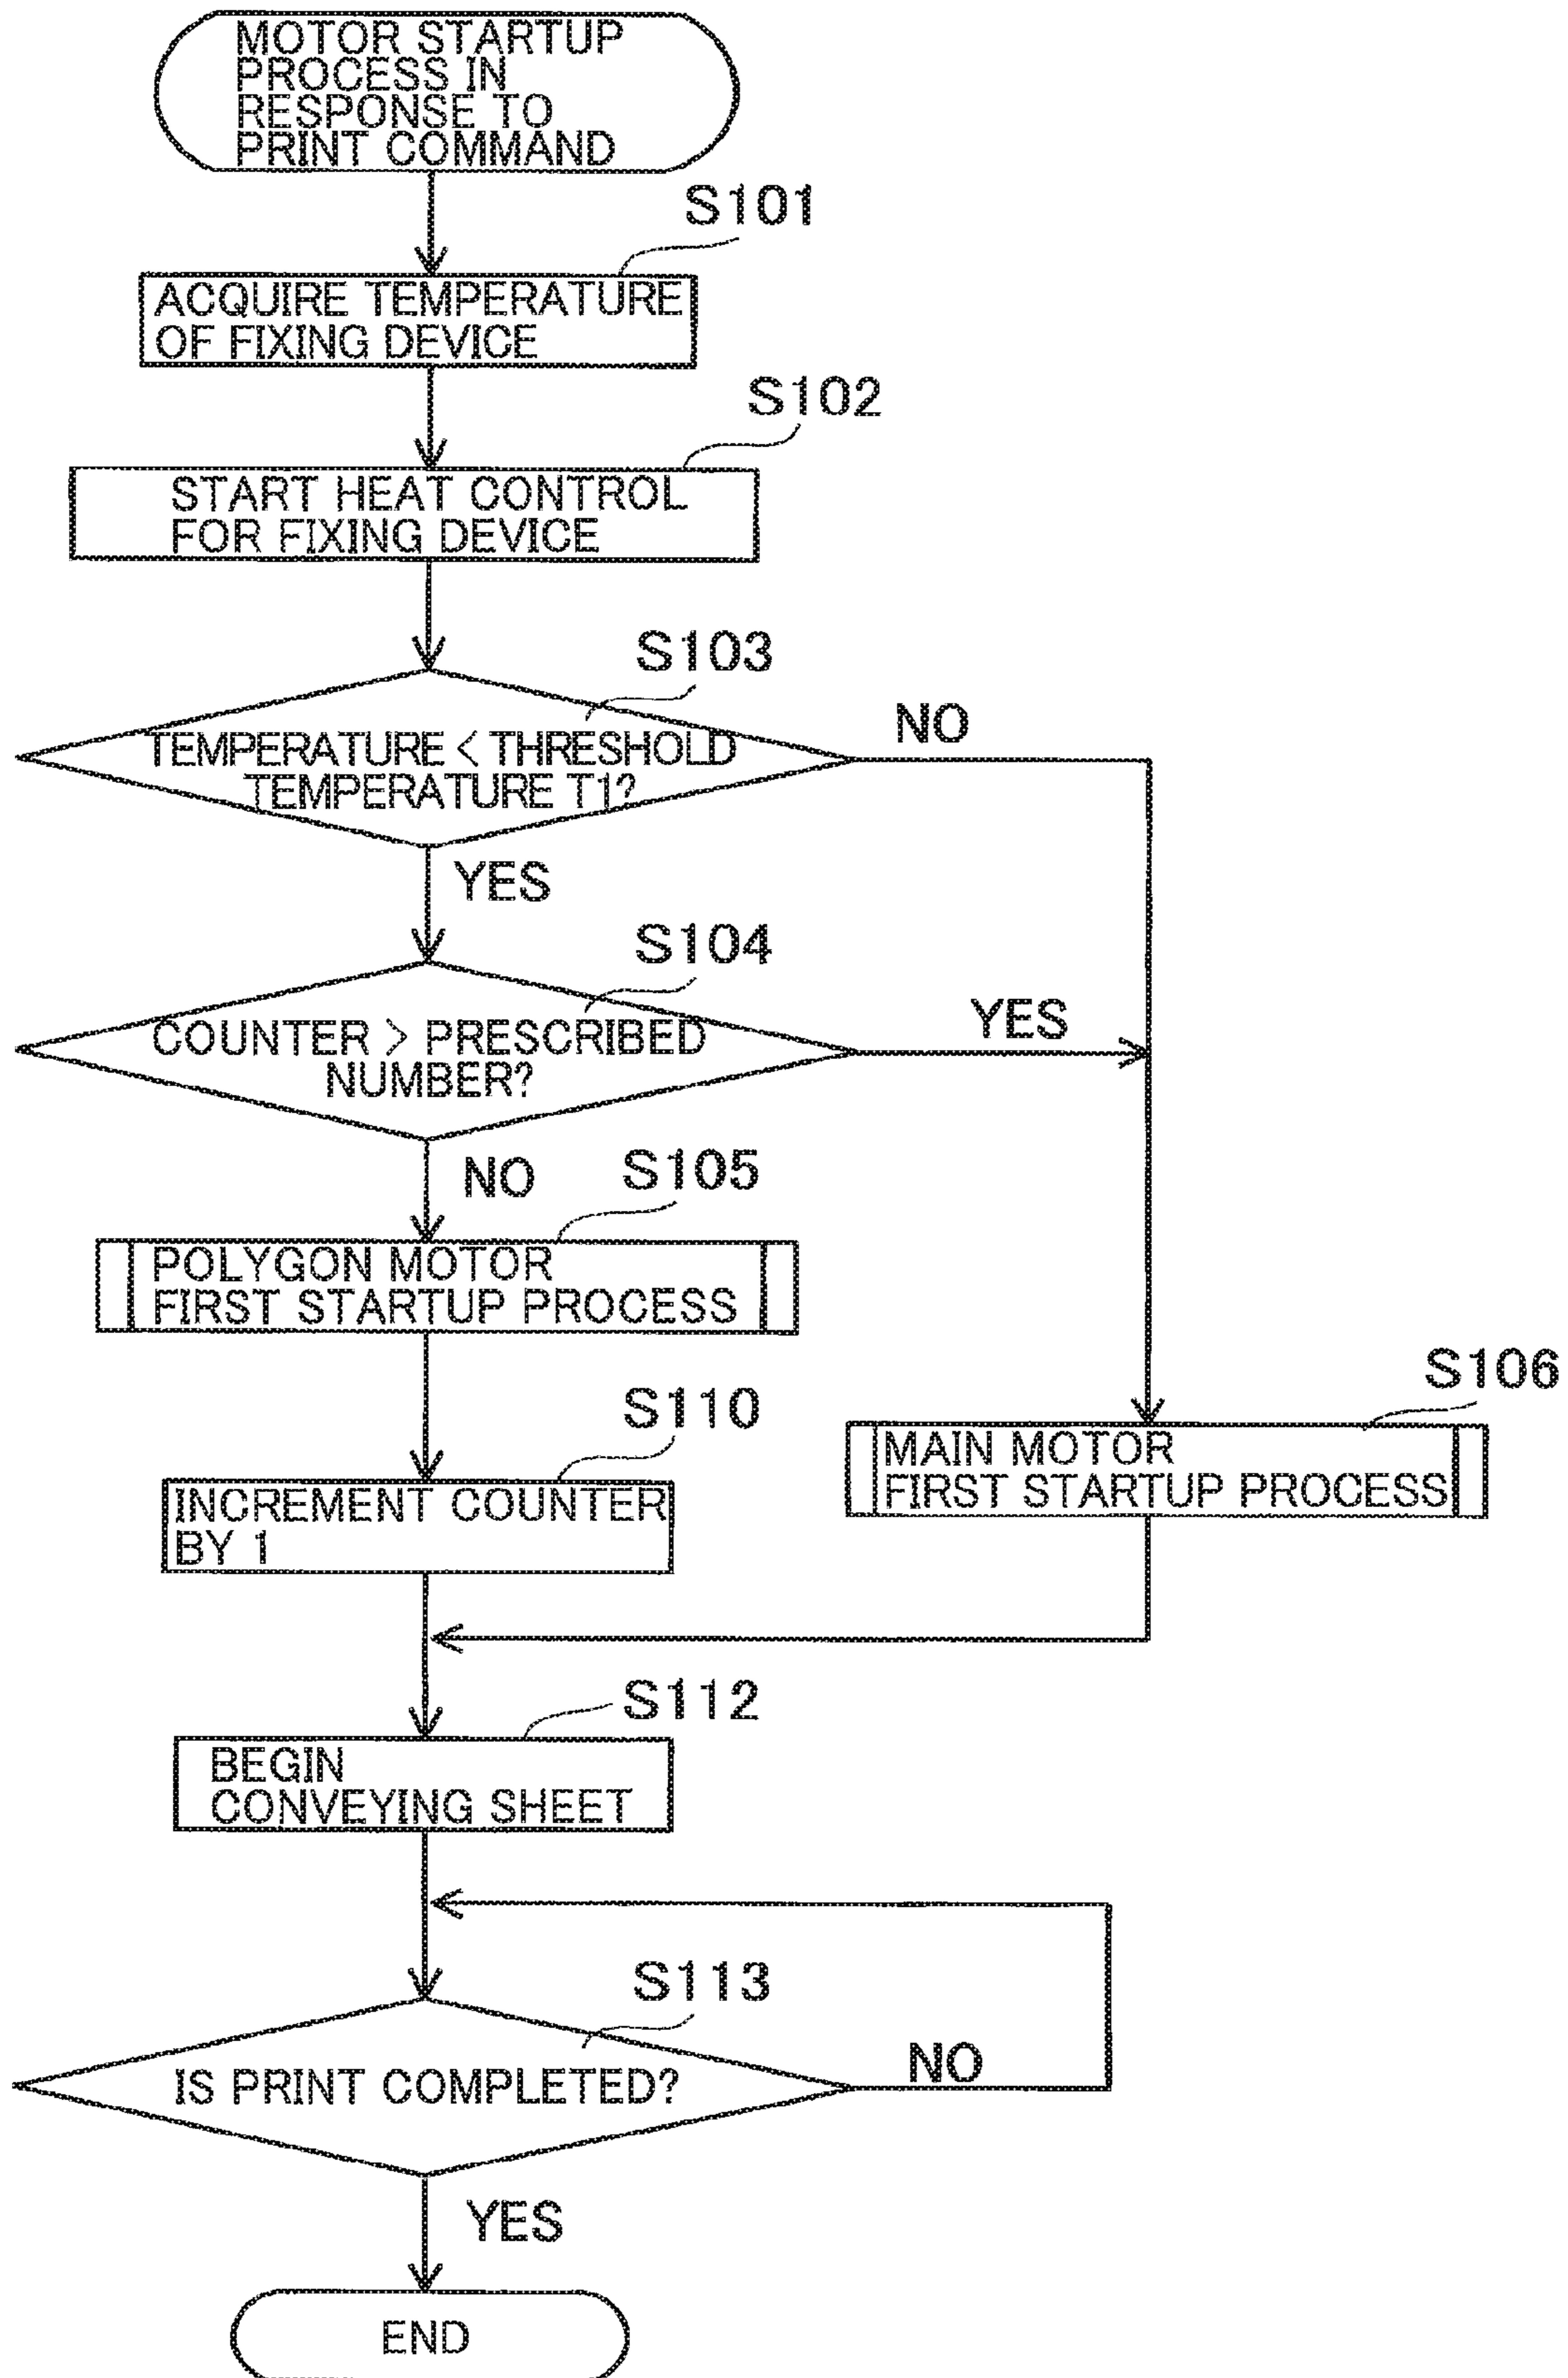 MOTOR STARTUP
PROCESS IN
RESPONSE TO
PRINT COMMAND
S101
ACQUIRE TEMPERATURE
OF FIXING DEVICE
S102
START HEAT CONTROL
FOR FIXING DEVICE
S103
NO
TEMPERATURE < THRESHOLD
TEMPERATURE T1?
YES
S104
YES
COUNTER > PRESCRIBED
NUMBER?
NO
S105
POLYGON MOTOR
FIRST STARTUP PROCESS
S106
MAIN MOTOR
FIRST STARTUP PROCESS
S110
INCREMENT COUNTER
BY 1
S112
BEGIN
CONVEYING SHEET
S113
NO
IS PRINT COMPLETED?
YES
END